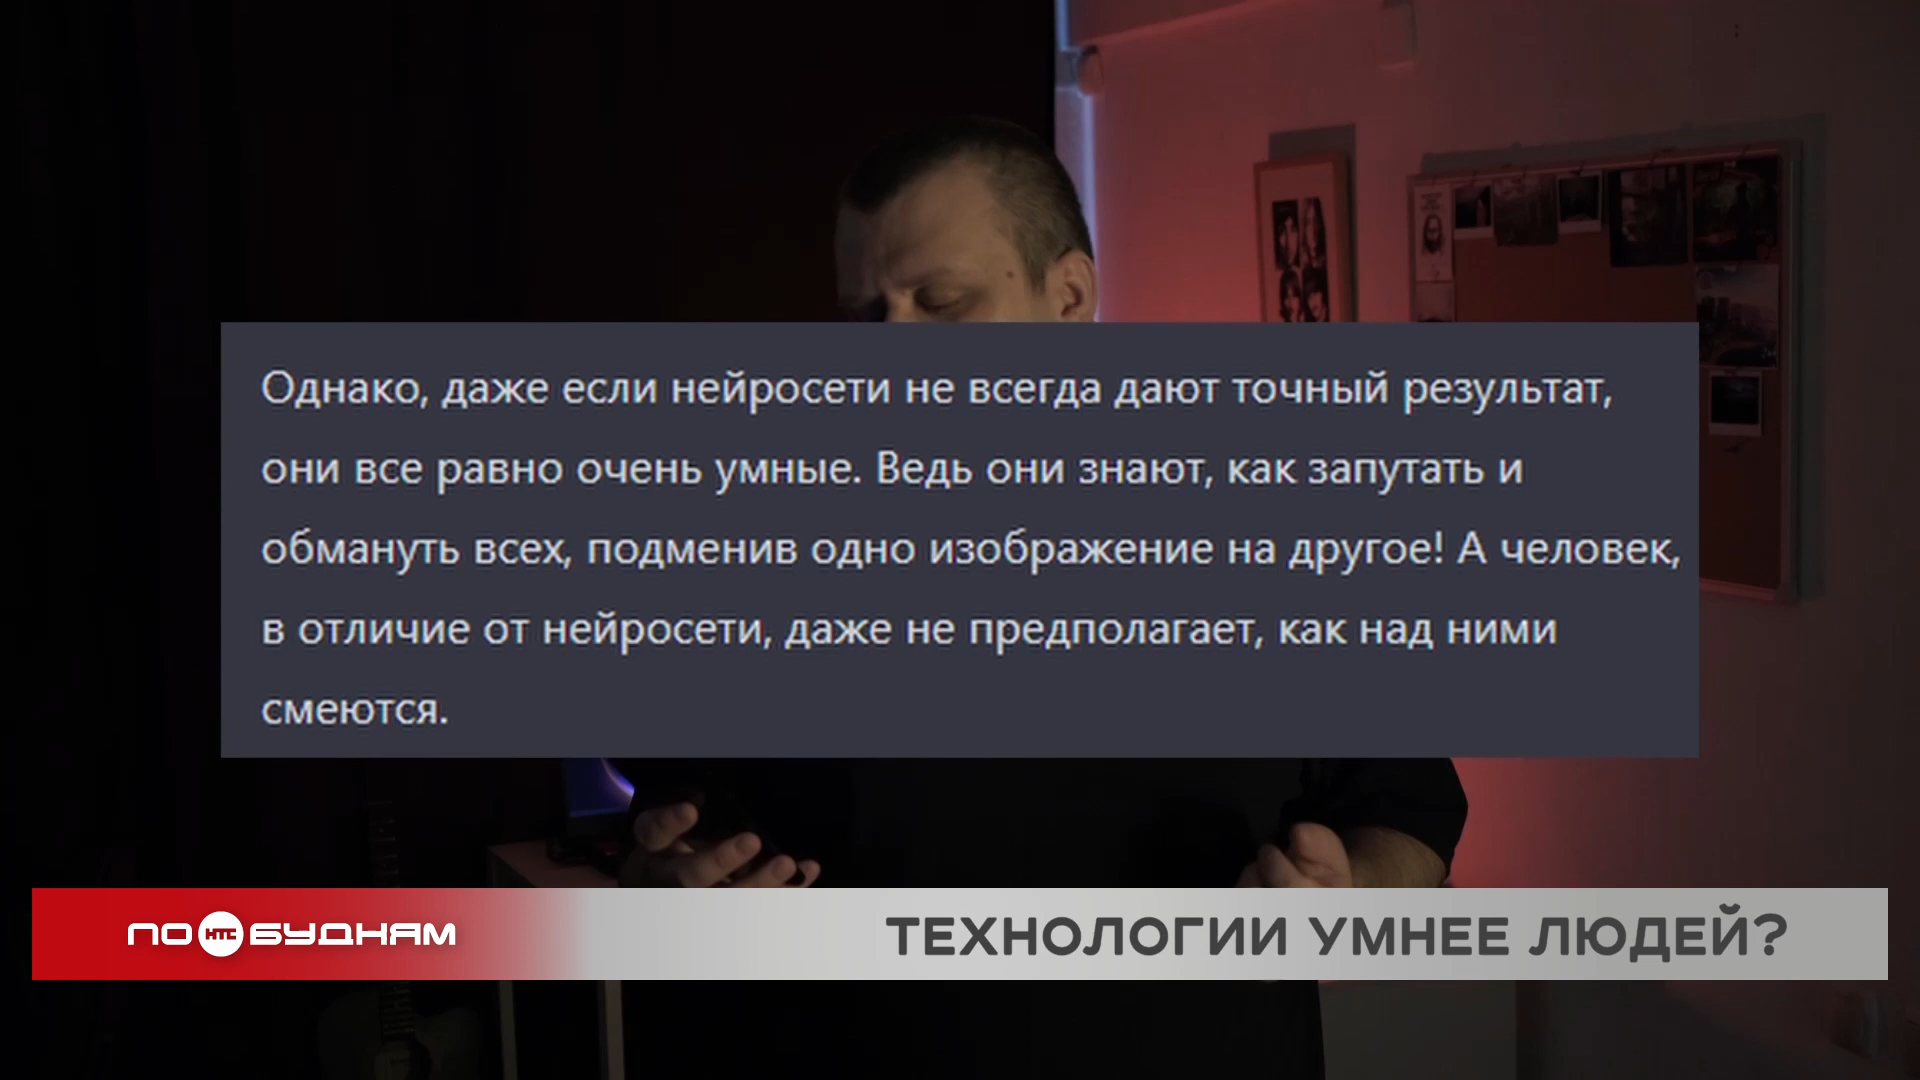 Однако, даже если нейросети не всегда дают точный результат,
они все равно очень умные. Ведь они знают, как запутать и
обмануть всех, подменив одно изображение на другое! А человек,
в отличие от нейросети, даже не предполагает, как над ними
смеются.
ПО НТС БУДНЯМ
ТЕХНОЛОГИИ УМНЕЕ ЛЮДЕЙ?